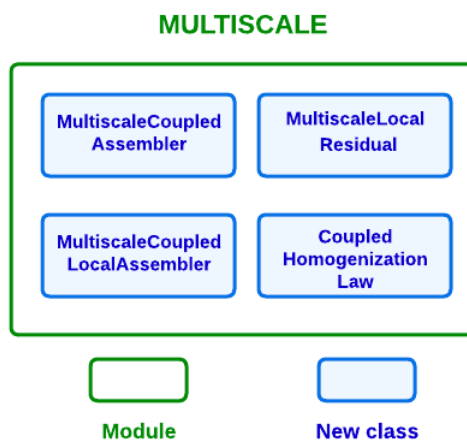 MULTISCALE
MultiscaleCoupled
Assembler
MultiscaleLocal
Residual
MultiscaleCoupled
LocalAssembler
Coupled
Homogenization
Law
Module
New class